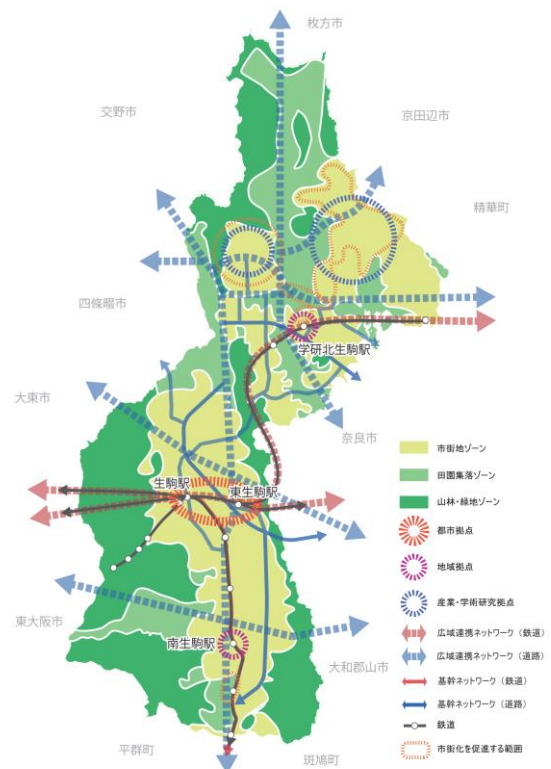 枚方市
交野市
京田辺市
精華町
四條畷市
学研北生駒駅
大東市
奈良市
生駒駅
東生駒駅
東大阪市
南生駒駅
大和郡山市
平群町
斑鳩町
市街地ゾーン
田園集落ゾーン
山林・緑地ゾーン
都市拠点
地域拠点
産業・学術研究拠点
広域連携ネットワーク（鉄道）
広域連携ネットワーク（道路）
基幹ネットワーク（鉄道）
基幹ネットワーク（道路）
鉄道
市街化を促進する範囲